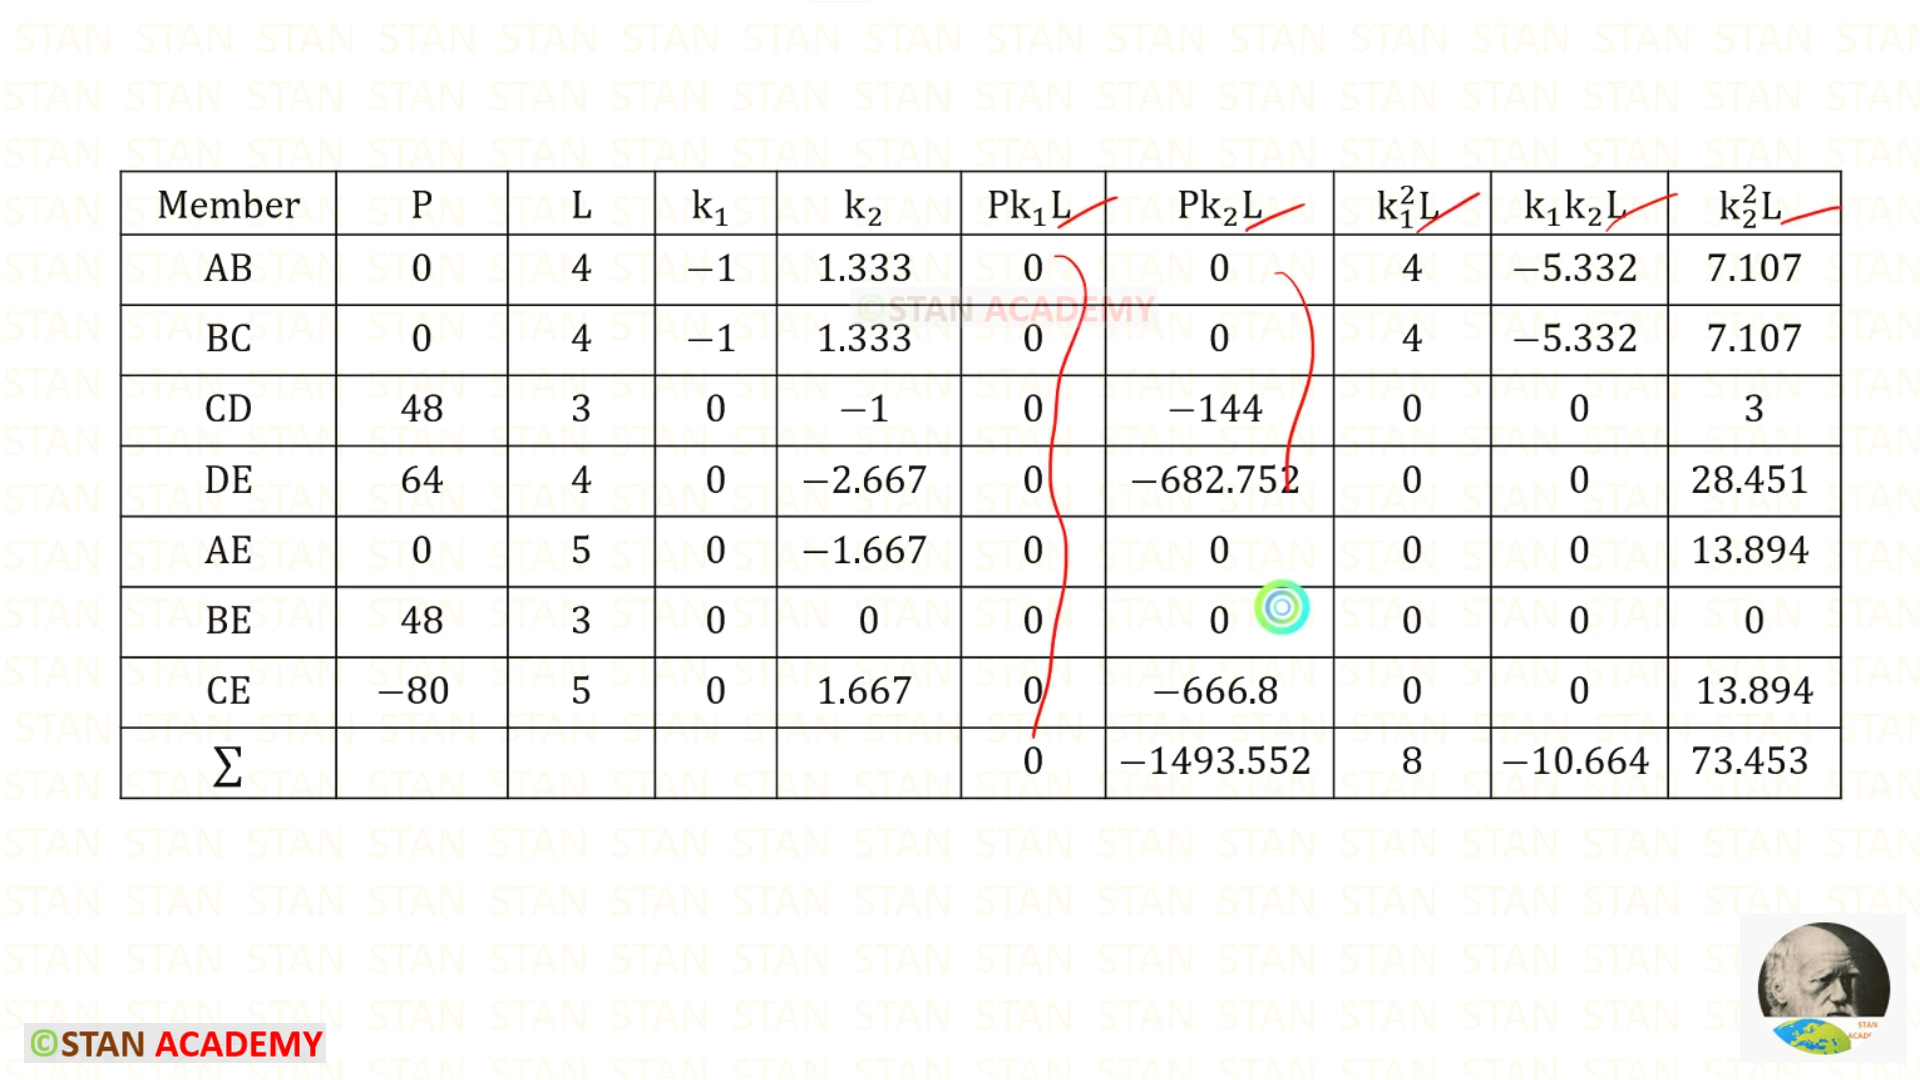 Member P L k₁ k₂ Pk₁L Pk₂L k₁²L k₁k₂L k₂²L
AB 0 4 −1 1.333 0 0 4 −5.332 7.107
BC 0 4 −1 1.333 0 0 4 −5.332 7.107
CD 48 3 0 −1 0 −144 0 0 3
DE 64 4 0 −2.667 0 −682.752 0 0 28.451
AE 0 5 0 −1.667 0 0 0 0 13.894
BE 48 3 0 0 0 0 0 0 0
CE −80 5 0 1.667 0 −666.8 0 0 13.894
∑ 0 −1493.552 8 −10.664 73.453
©STAN ACADEMY
©STAN ACADEMY
STAN